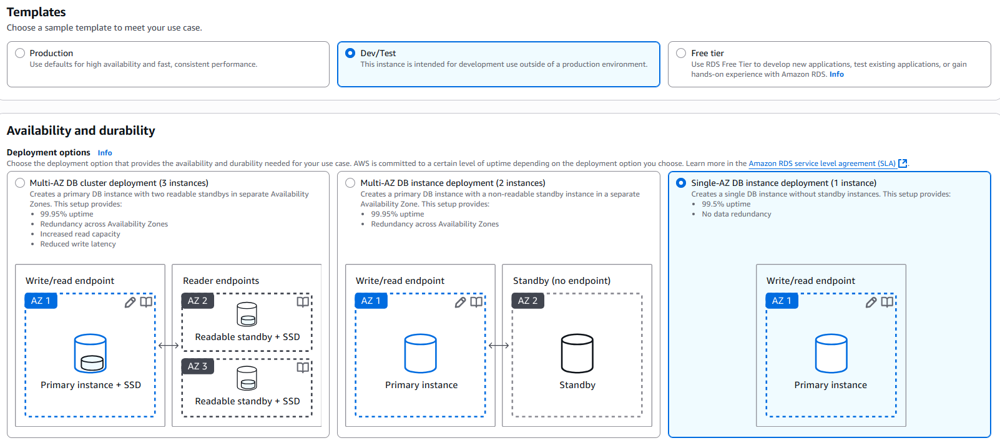 Templates
Choose a sample template to meet your use case.
Production
Use defaults for high availability and fast, consistent performance.
Dev/Test
This instance is intended for development use outside of a production environment.
Free tier
Use RDS Free Tier to develop new applications, test existing applications, or gain
hands-on experience with Amazon RDS. Info
Availability and durability
Deployment options Info
Choose the deployment option that provides the availability and durability needed for your use case. AWS is committed to a certain level of uptime depending on the deployment option you choose. Learn more in the Amazon RDS service level agreement (SLA).
Multi-AZ DB cluster deployment (3 instances)
Creates a primary DB instance with two readable standbys in separate Availability
Zones. This setup provides:
• 99.95% uptime
• Redundancy across Availability Zones
• Increased read capacity
• Reduced write latency
Write/read endpoint
AZ 1
Primary instance + SSD
Reader endpoints
AZ 2
Readable standby + SSD
AZ 3
Readable standby + SSD
Multi-AZ DB instance deployment (2 instances)
Creates a primary DB instance with a non-readable standby instance in a separate
Availability Zone. This setup provides:
• 99.95% uptime
• Redundancy across Availability Zones
Write/read endpoint
AZ 1
Primary instance
Standby (no endpoint)
AZ 2
Standby
Single-AZ DB instance deployment (1 instance)
Creates a single DB instance without standby instances. This setup provides:
• 99.5% uptime
• No data redundancy
Write/read endpoint
AZ 1
Primary instance